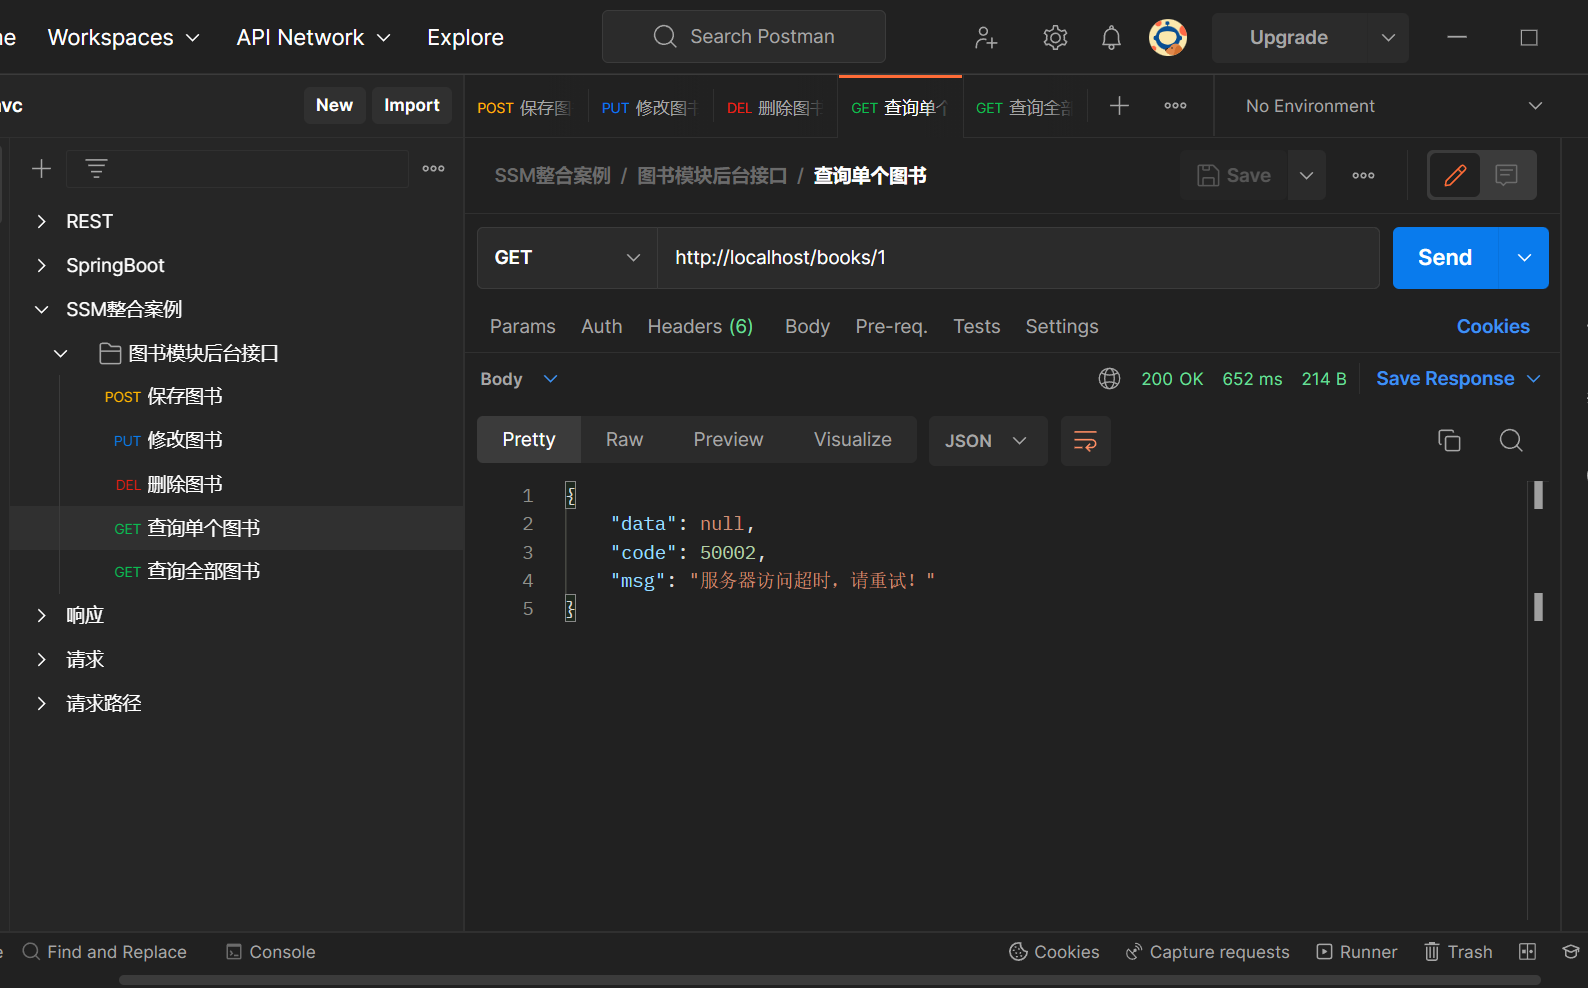 Workspaces
API Network
Explore
Search Postman
Upgrade
New
Import
POST 保存图
PUT 修改图
DEL 删除图
GET 查询单个
GET 查询全部
No Environment
SSM整合案例 / 图书模块后台接口 / 查询单个图书
Save
REST
SpringBoot
SSM整合案例
图书模块后台接口
POST 保存图书
PUT 修改图书
DEL 删除图书
GET 查询单个图书
GET 查询全部图书
响应
请求
请求路径
GET
http://localhost/books/1
Send
Params
Auth
Headers (6)
Body
Pre-req.
Tests
Settings
Cookies
Body
200 OK
652 ms
214 B
Save Response
Pretty
Raw
Preview
Visualize
JSON
1 {
2 "data": null,
3 "code": 50002,
4 "msg": "服务器访问超时，请重试！"
5 }
Find and Replace
Console
Cookies
Capture requests
Runner
Trash